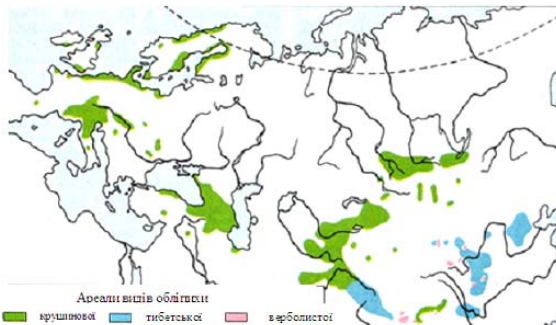 Ареали видів обліпихи
крушинової тибетської верболистої